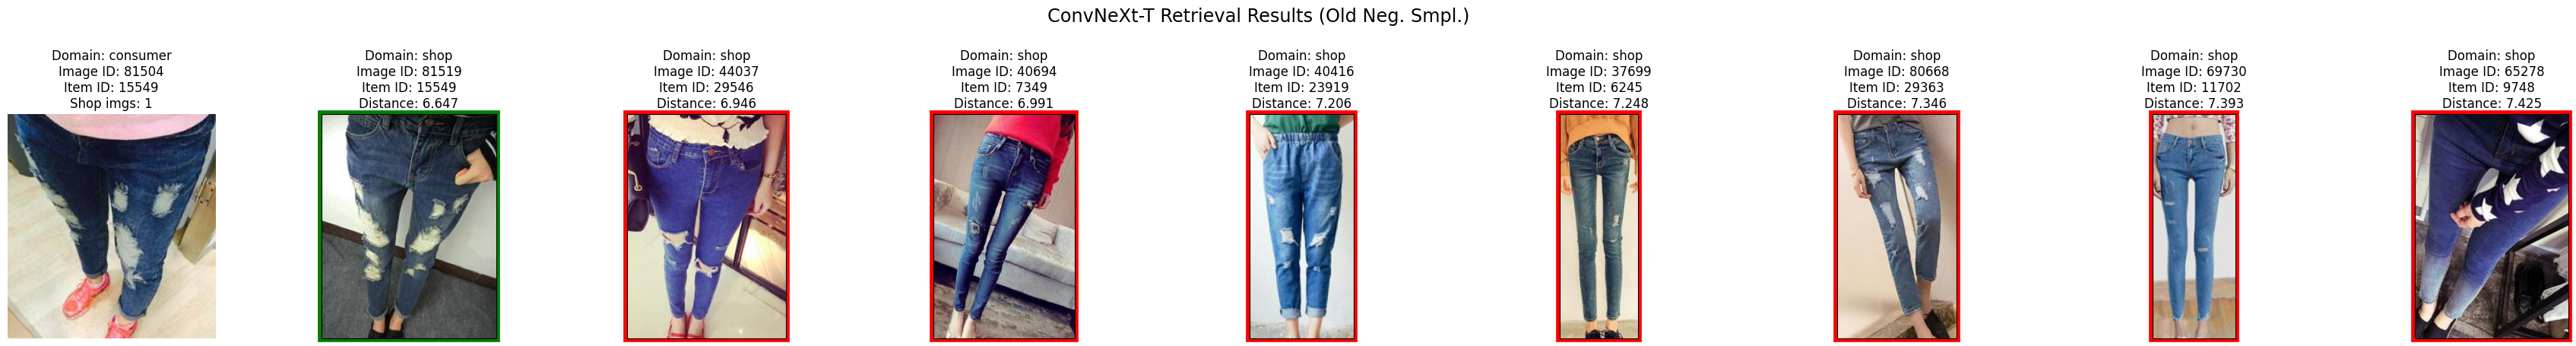 ConvNeXt-T Retrieval Results (Old Neg. Smpl.)
Domain: consumer
Image ID: 81504
Item ID: 15549
Shop imgs: 1
Domain: shop
Image ID: 81519
Item ID: 15549
Distance: 6.647
Domain: shop
Image ID: 44037
Item ID: 29546
Distance: 6.946
Domain: shop
Image ID: 40694
Item ID: 7349
Distance: 6.991
Domain: shop
Image ID: 40416
Item ID: 23919
Distance: 7.206
Domain: shop
Image ID: 37699
Item ID: 6245
Distance: 7.248
Domain: shop
Image ID: 80668
Item ID: 29363
Distance: 7.346
Domain: shop
Image ID: 69730
Item ID: 11702
Distance: 7.393
Domain: shop
Image ID: 65278
Item ID: 9748
Distance: 7.425